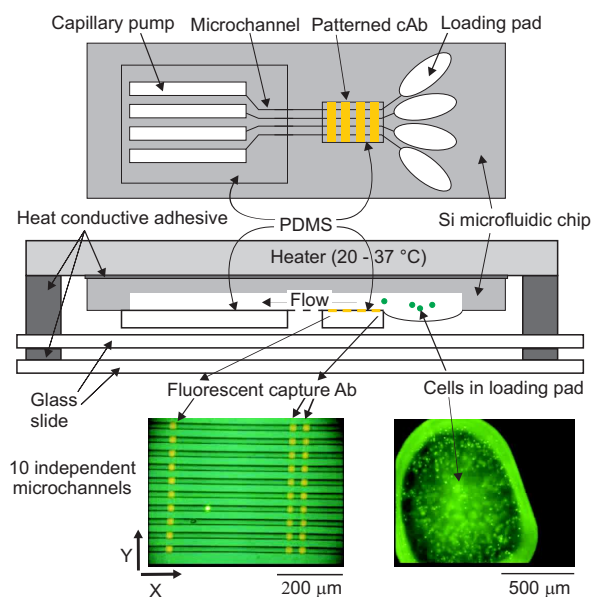 Capillary pump
Microchannel
Patterned cAb
Loading pad
Heat conductive adhesive
PDMS
Si microfluidic chip
Heater (20 - 37 °C)
Flow
Glass
slide
Fluorescent capture Ab
Cells in loading pad
10 independent
microchannels
Y
X
200 μm
500 μm